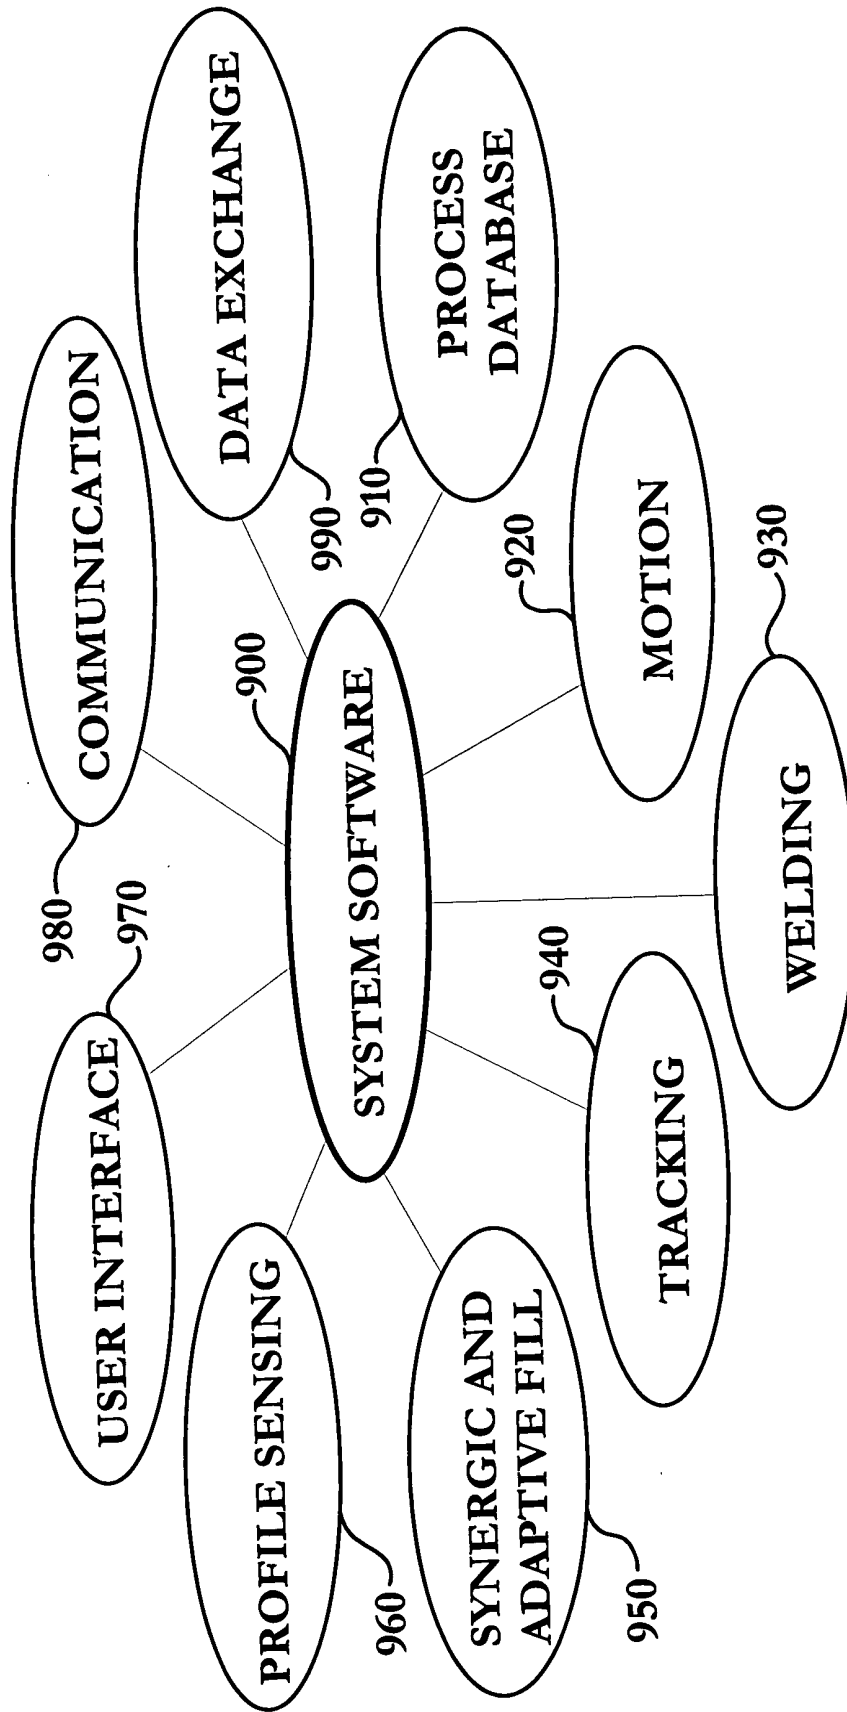 980
USER INTERFACE
970
COMMUNICATION
PROFILE SENSING
900
DATA EXCHANGE
990
960
SYSTEM SOFTWARE
910
SYNERGIC AND
ADAPTIVE FILL
PROCESS
DATABASE
940
920
950
TRACKING
MOTION
WELDING
930